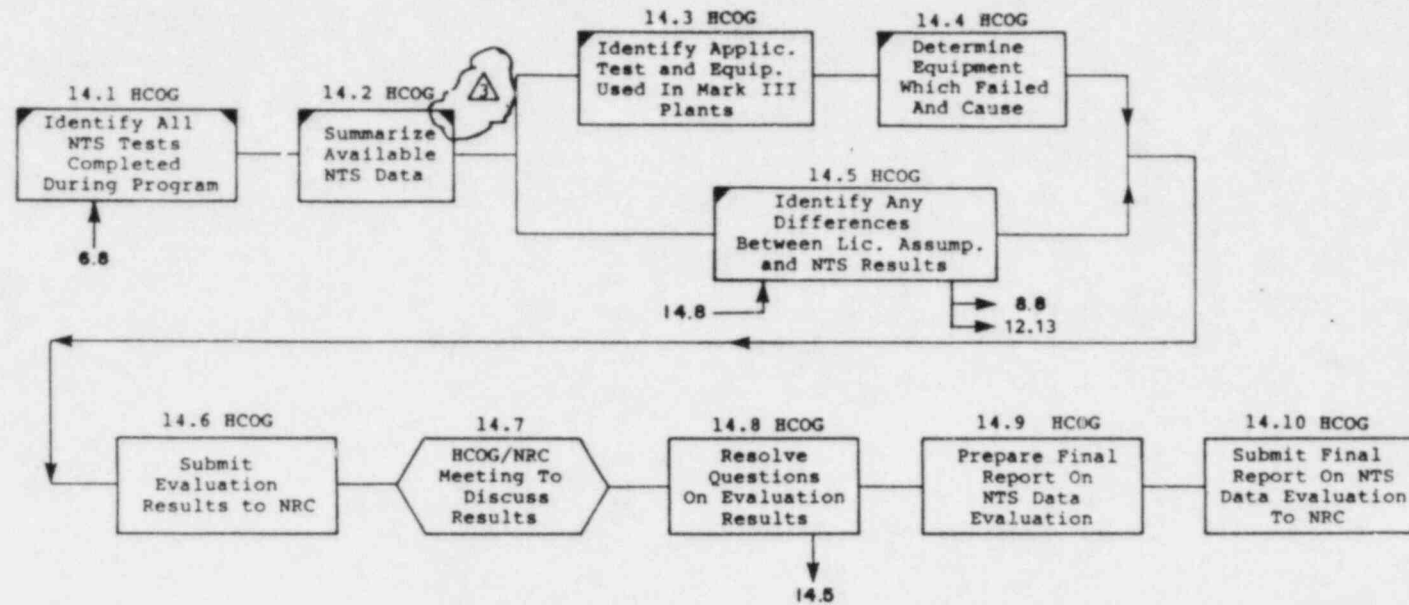 14.1 HCOG
Identify All
NTS Tests
Completed
During Program
6.8
14.2 HCOG
3
Summarize
Available
NTS Data
14.3 HCOG
Identify Applic.
Test and Equip.
Used In Mark III
Plants
14.4 HCOG
Determine
Equipment
Which Failed
And Cause
14.5 HCOG
Identify Any
Differences
Between Lic. Assump.
and NTS Results
14.8
8.8
12.13
14.6 HCOG
Submit
Evaluation
Results to NRC
14.7
HCOG/NRC
Meeting To
Discuss
Results
14.8 HCOG
Resolve
Questions
On Evaluation
Results
14.5
14.9 HCOG
Prepare Final
Report On
NTS Data
Evaluation
14.10 HCOG
Submit Final
Report On NTS
Data Evaluation
To NRC